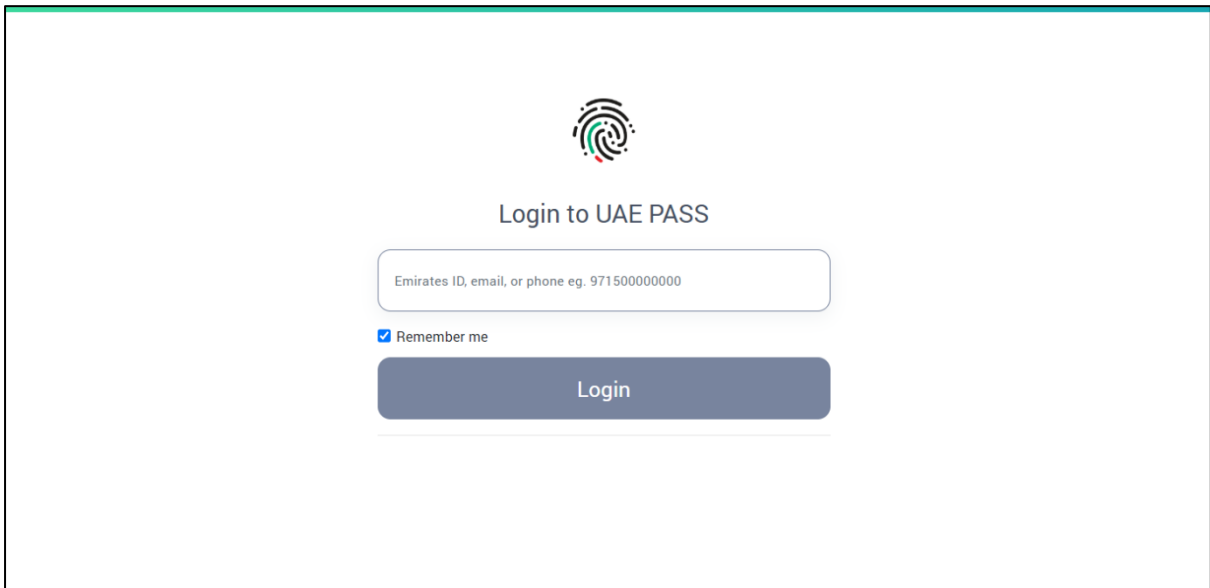 Login to UAE PASS
Emirates ID, email, or phone eg. 971500000000
Remember me
Login